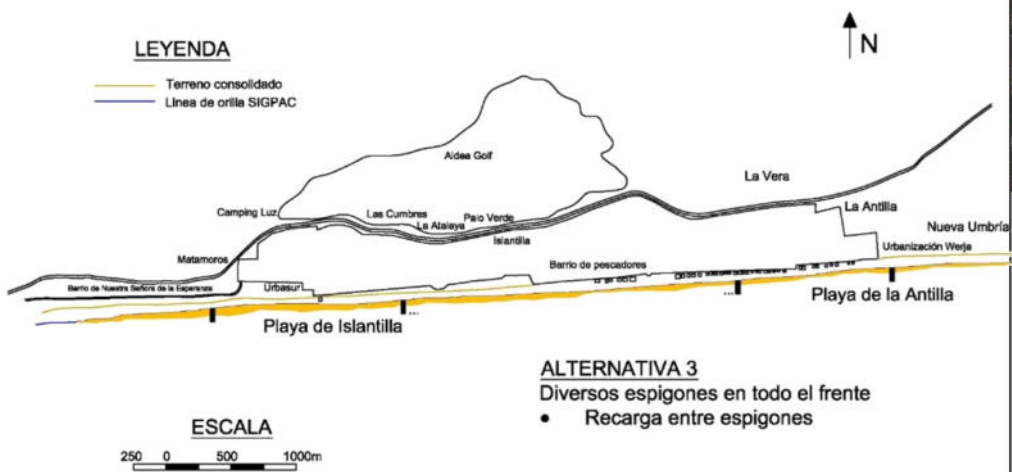 N
LEYENDA
Terreno consolidado
Línea de orilla SIGPAC
Aldea Golf
La Vera
Camping Luz
Las Cumbres
La Atalaya
Palo Verde
Islantilla
La Antilla
Nueva Umbría
Matamoros
Urbanización Werja
Barrio de pescadores
Barrio de Nuestra Señora de la Esperanza
Urbasur
Playa de Islantilla
...
...
Playa de la Antilla
ALTERNATIVA 3
Diversos espigones en todo el frente
• Recarga entre espigones
ESCALA
250 0 500 1000m